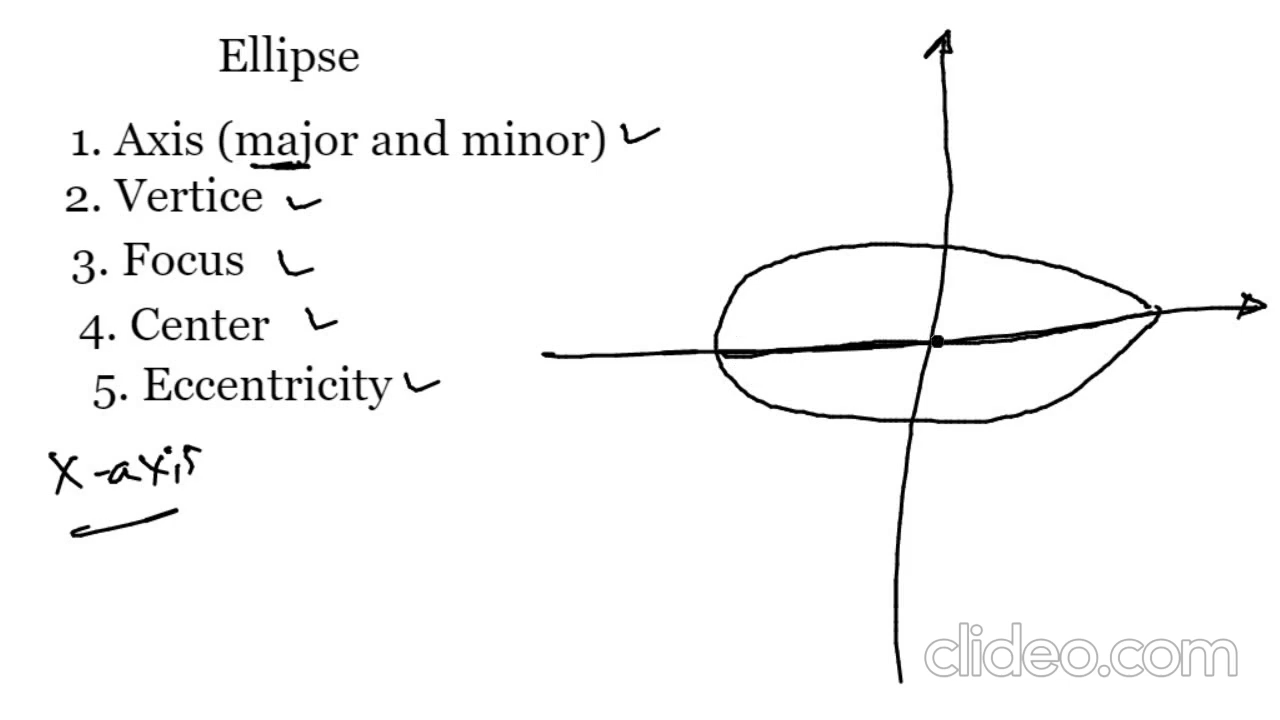 Ellipse
1. Axis (major and minor)
2. Vertice
3. Focus
4. Center
5. Eccentricity
x-axis
clideo.com